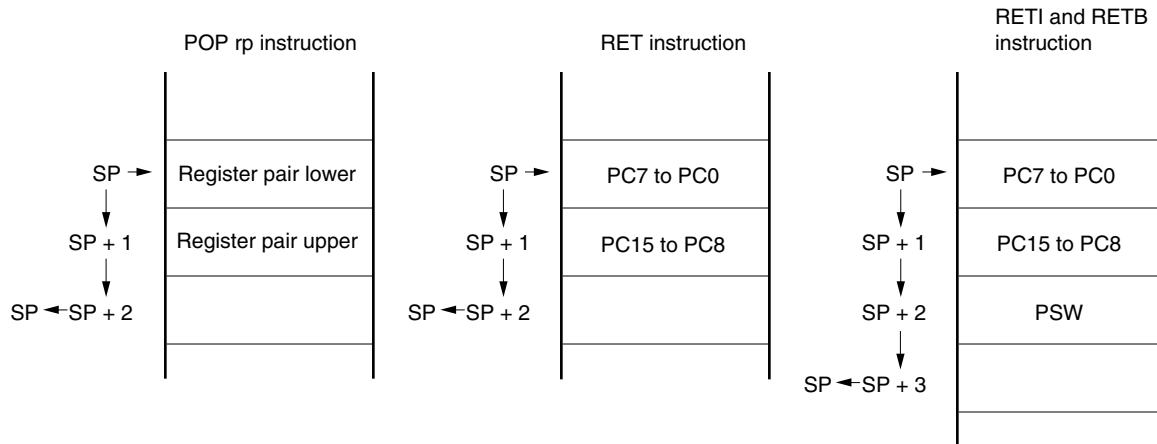 POP rp instruction
SP
Register pair lower
SP + 1
Register pair upper
SP
SP + 2
RET instruction
SP
PC7 to PC0
SP + 1
PC15 to PC8
SP
SP + 2
RETI and RETB
instruction
SP
PC7 to PC0
SP + 1
PC15 to PC8
SP + 2
PSW
SP
SP + 3